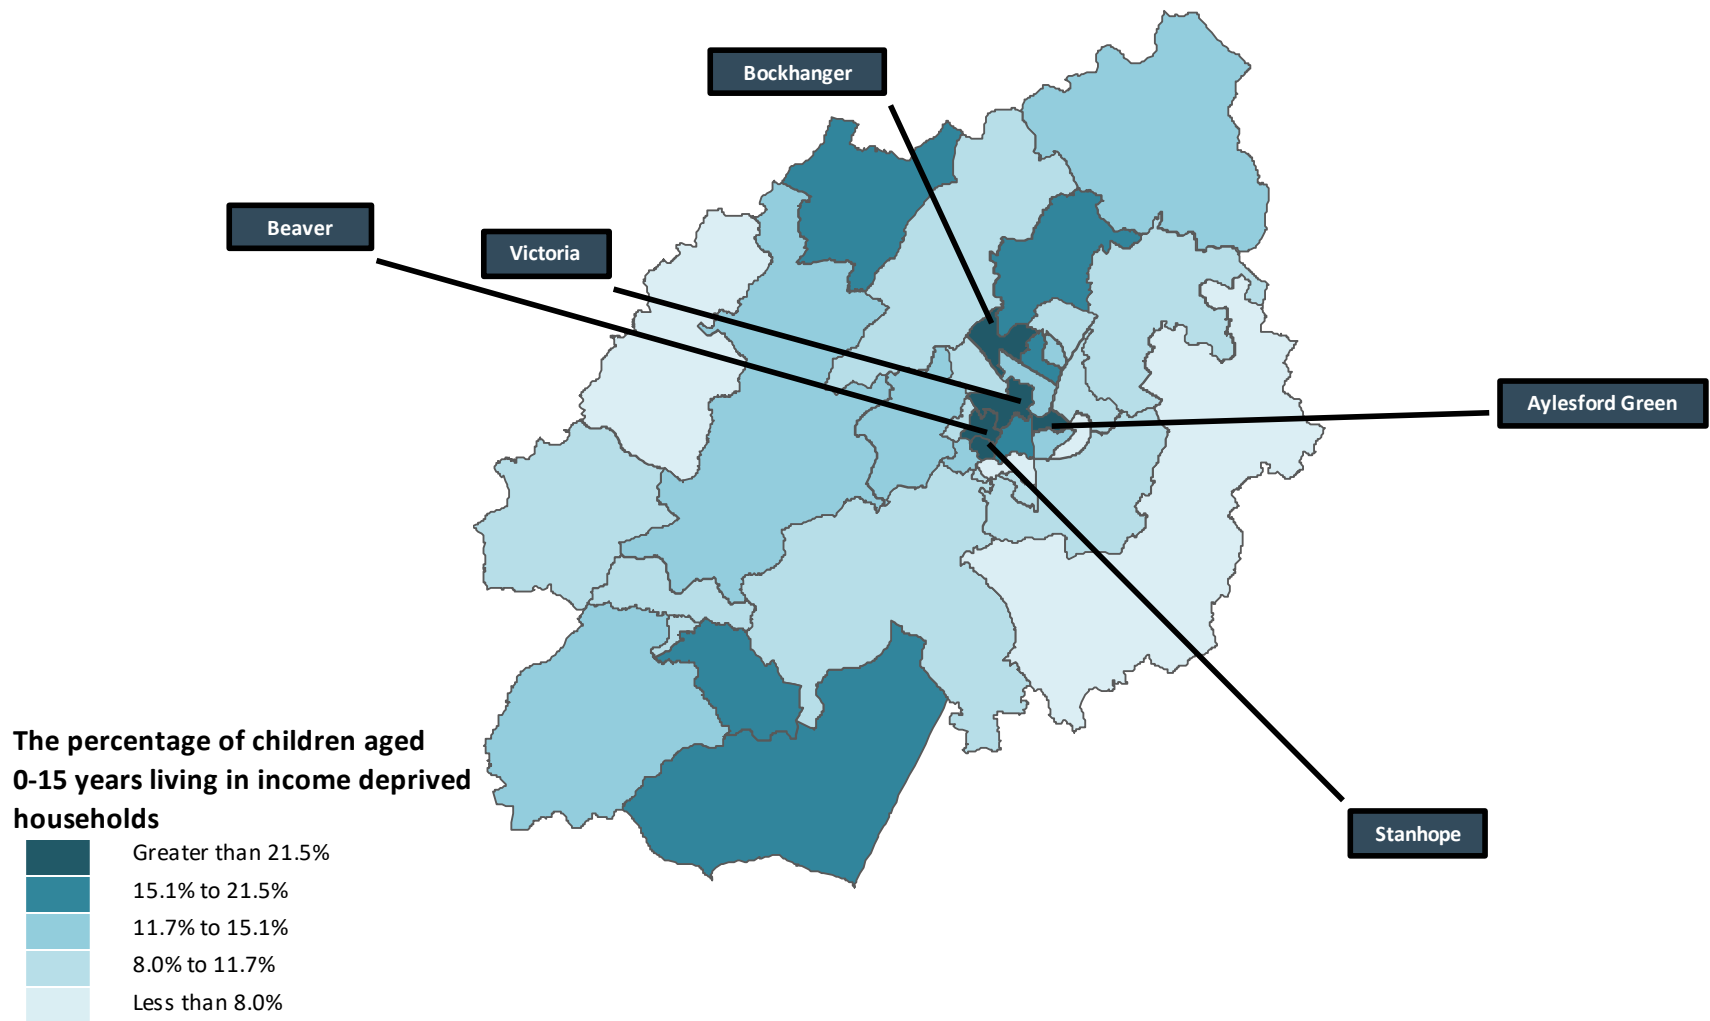 Bockhanger
Beaver
Victoria
Aylesford Green
Stanhope
The percentage of children aged
0-15 years living in income deprived
households
Greater than 21.5%
15.1% to 21.5%
11.7% to 15.1%
8.0% to 11.7%
Less than 8.0%